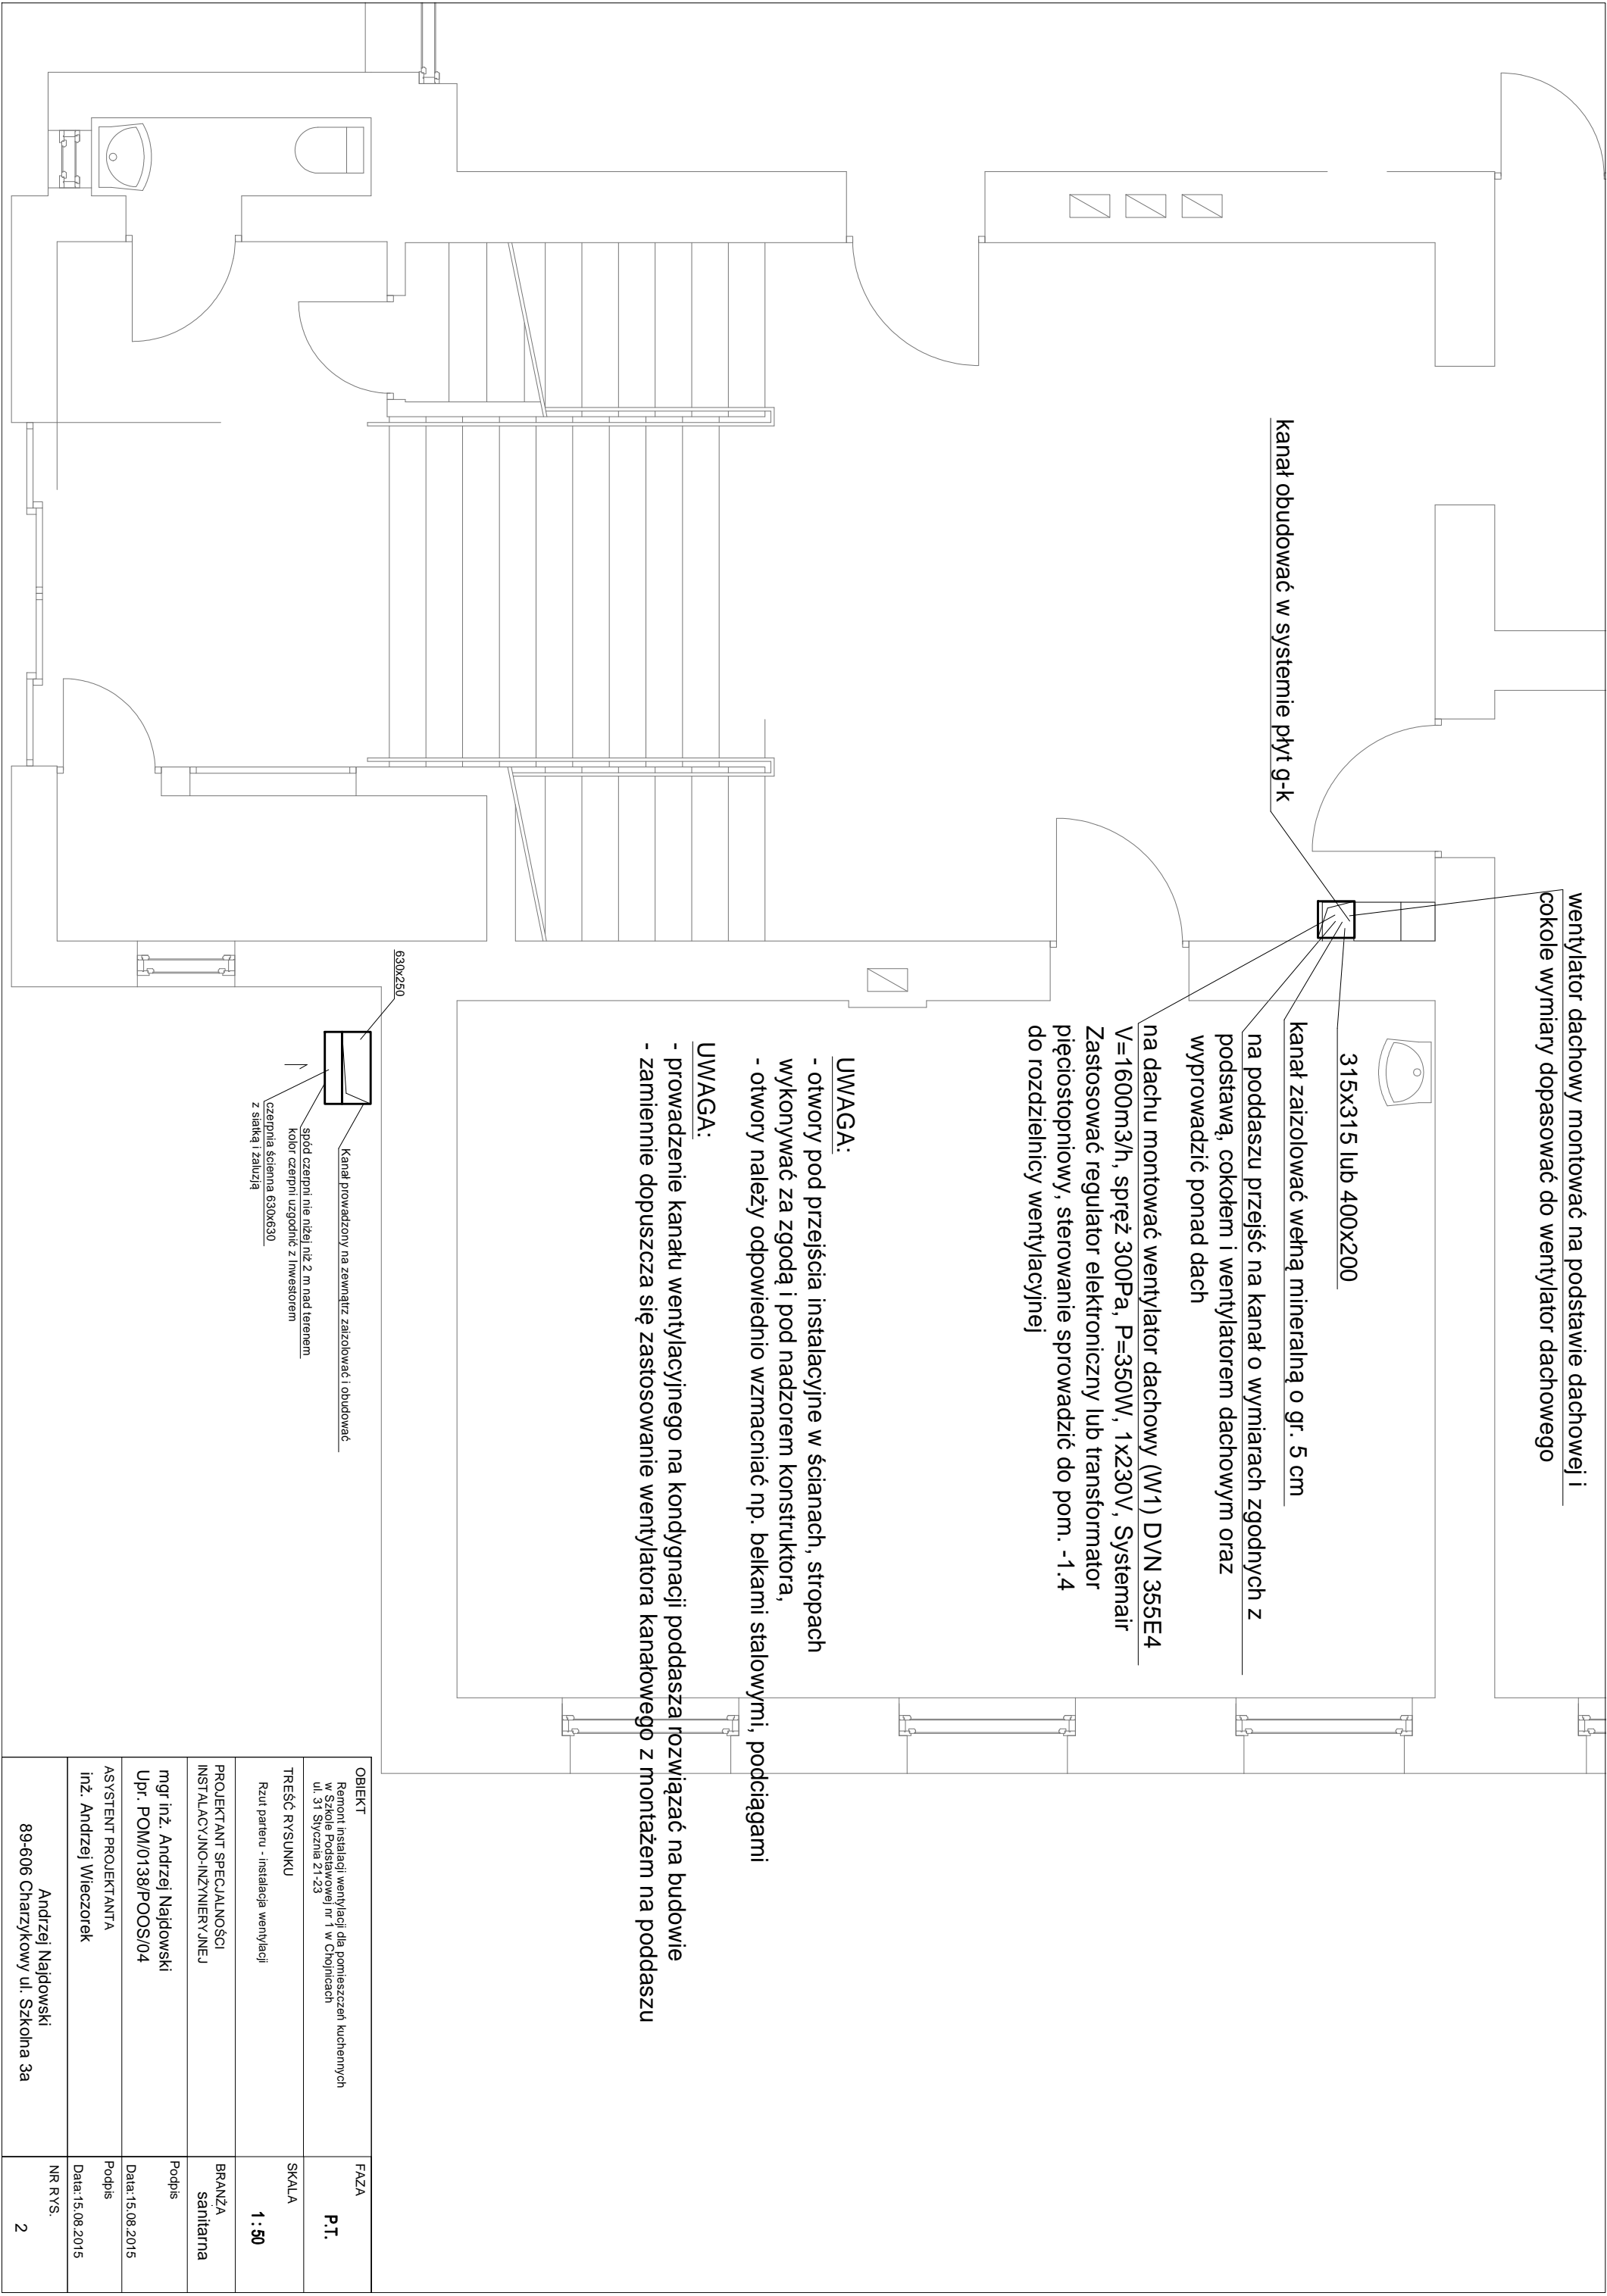 wentylator dachowy montować na podstawie dachowej i
cokole wymiary dopasować do wentylator dachowego
315x315 lub 400x200
kanał zaizolować wełną mineralną o gr. 5 cm
kanał obudować w systemie płyt g-k
na poddaszu przejść na kanał o wymiarach zgodnych z
podstawą, cokołem i wentylatorem dachowym oraz
wyprowadzić ponad dach
na dachu montować wentylator dachowy (W1) DVN 355E4
V=1600m3/h, spręż 300Pa, P=350W, 1x230V, Systemair
Zastosować regulator elektroniczny lub transformator
pięciostopniowy, sterowanie sprowadzić do pom. -1.4
do rozdzielnicy wentylacyjnej
UWAGA:
- otwory pod przejścia instalacyjne w ścianach, stropach
wykonywać za zgodą i pod nadzorem konstruktora,
- otwory należy odpowiednio wzmacniać np. belkami stalowymi, podciągami
UWAGA:
- prowadzenie kanału wentylacyjnego na kondygnacji poddasza rozwiązać na budowie
- zamiennie dopuszcza się zastosowanie wentylatora kanałowego z montażem na poddaszu
630x250
Kanał prowadzony na zewnątrz zaizolować i obudować
spód czerpni nie niżej niż 2 m nad terenem
kolor czerpni uzgodnić z Inwestorem
czerpnia ścienna 630x630
z siatką i żaluzją
OBIEKT
Remont instalacji wentylacji dla pomieszczeń kuchennych
w Szkole Podstawowej nr 1 w Chojnicach
ul. 31 Stycznia 21-23
FAZA
P.T.
TREŚĆ RYSUNKU
Rzut parteru - instalacja wentylacji
SKALA
1:50
PROJEKTANT SPECJALNOŚCI
INSTALACYJNO-INŻYNIERYJNEJ
BRANŻA
sanitarna
mgr inż. Andrzej Najdowski
Upr. POM/0138/POOS/04
Podpis
Data:15.08.2015
ASYSTENT PROJEKTANTA
inż. Andrzej Wieczorek
Podpis
Data:15.08.2015
Andrzej Najdowski
89-606 Charzykowy ul. Szkolna 3a
NR RYS.
2